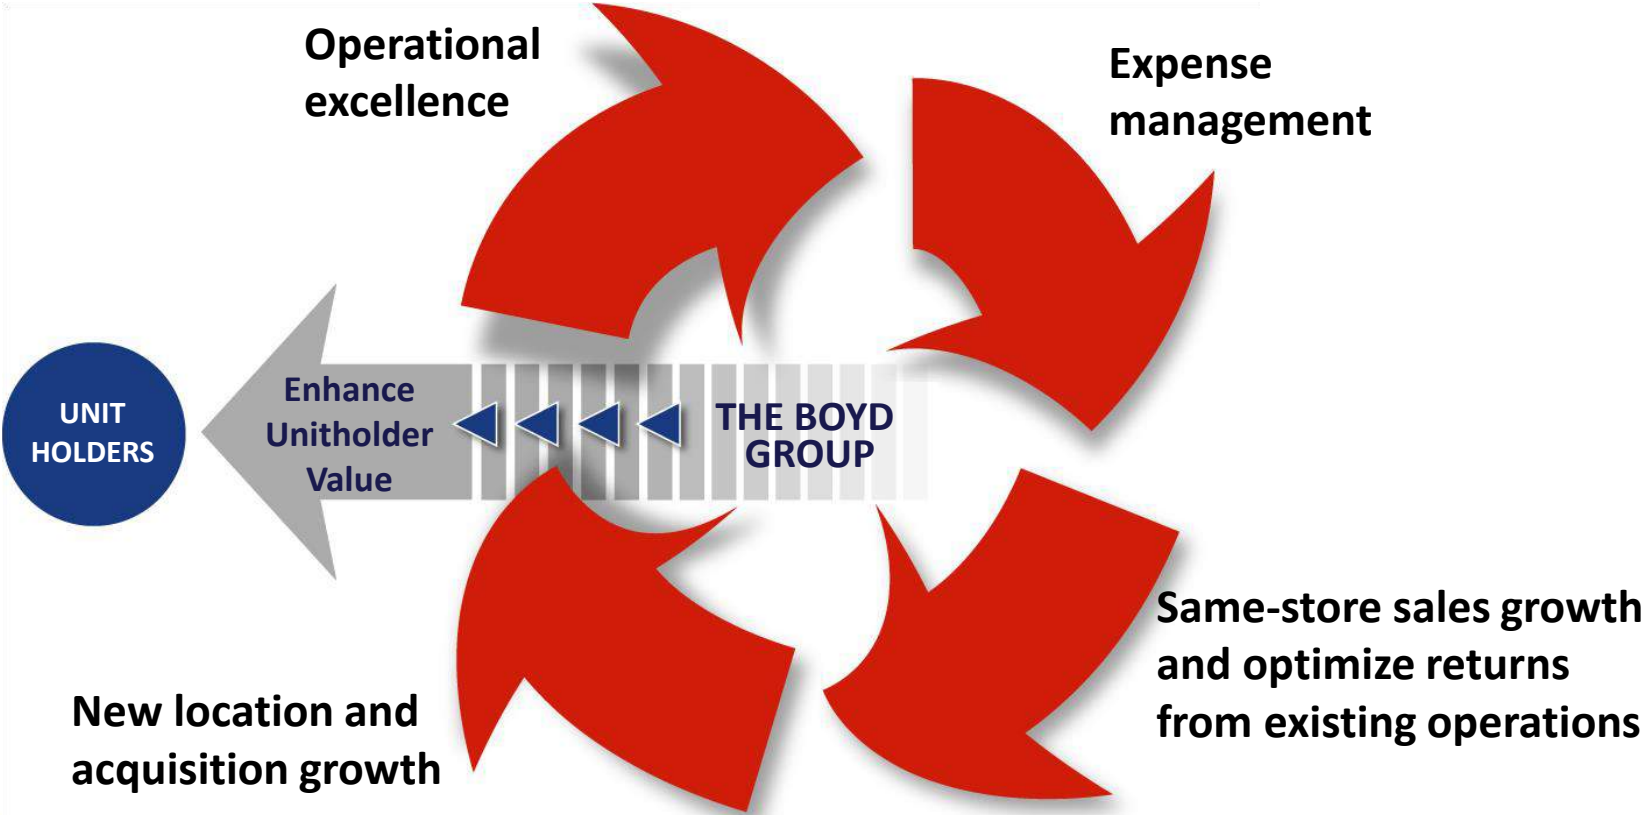 Operational
excellence
Expense
management
UNIT
HOLDERS
Enhance
Unitholder
Value
THE BOYD
GROUP
Same-store sales growth
and optimize returns
from existing operations
New location and
acquisition growth